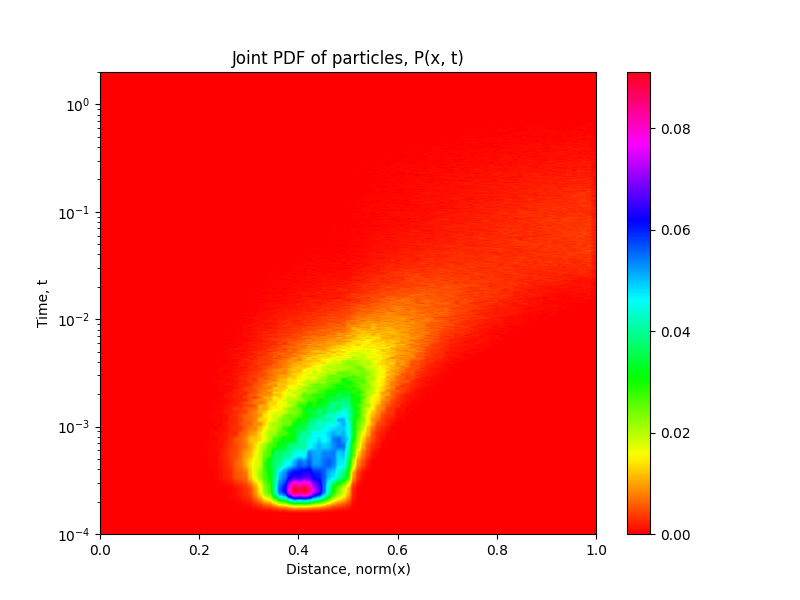 Joint PDF of particles, P(x, t)
Time, t
10^0
10^-1
10^-2
10^-3
10^-4
0.0 0.2 0.4 0.6 0.8 1.0
Distance, norm(x)
0.08
0.06
0.04
0.02
0.00